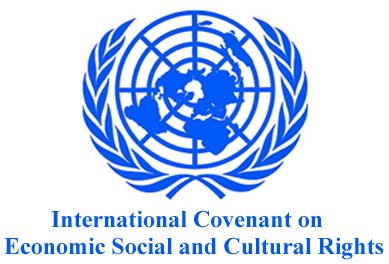 International Covenant on
Economic Social and Cultural Rights